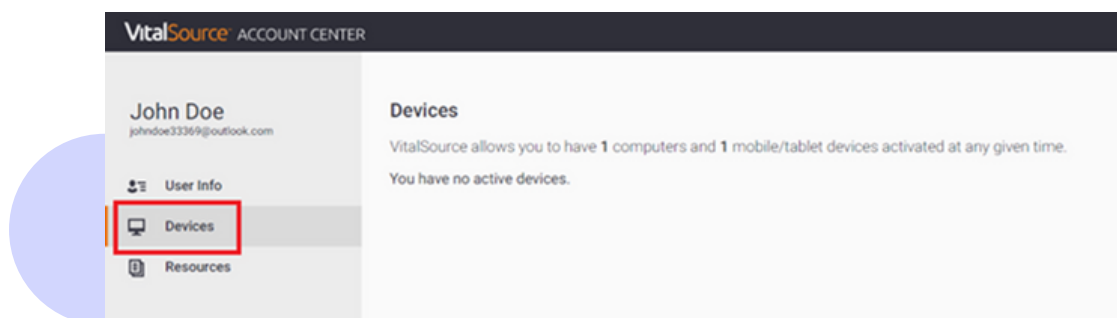 VitalSource ACCOUNT CENTER
John Doe
johndoe33369@outlook.com
User Info
Devices
Resources
Devices
VitalSource allows you to have 1 computers and 1 mobile/tablet devices activated at any given time.
You have no active devices.